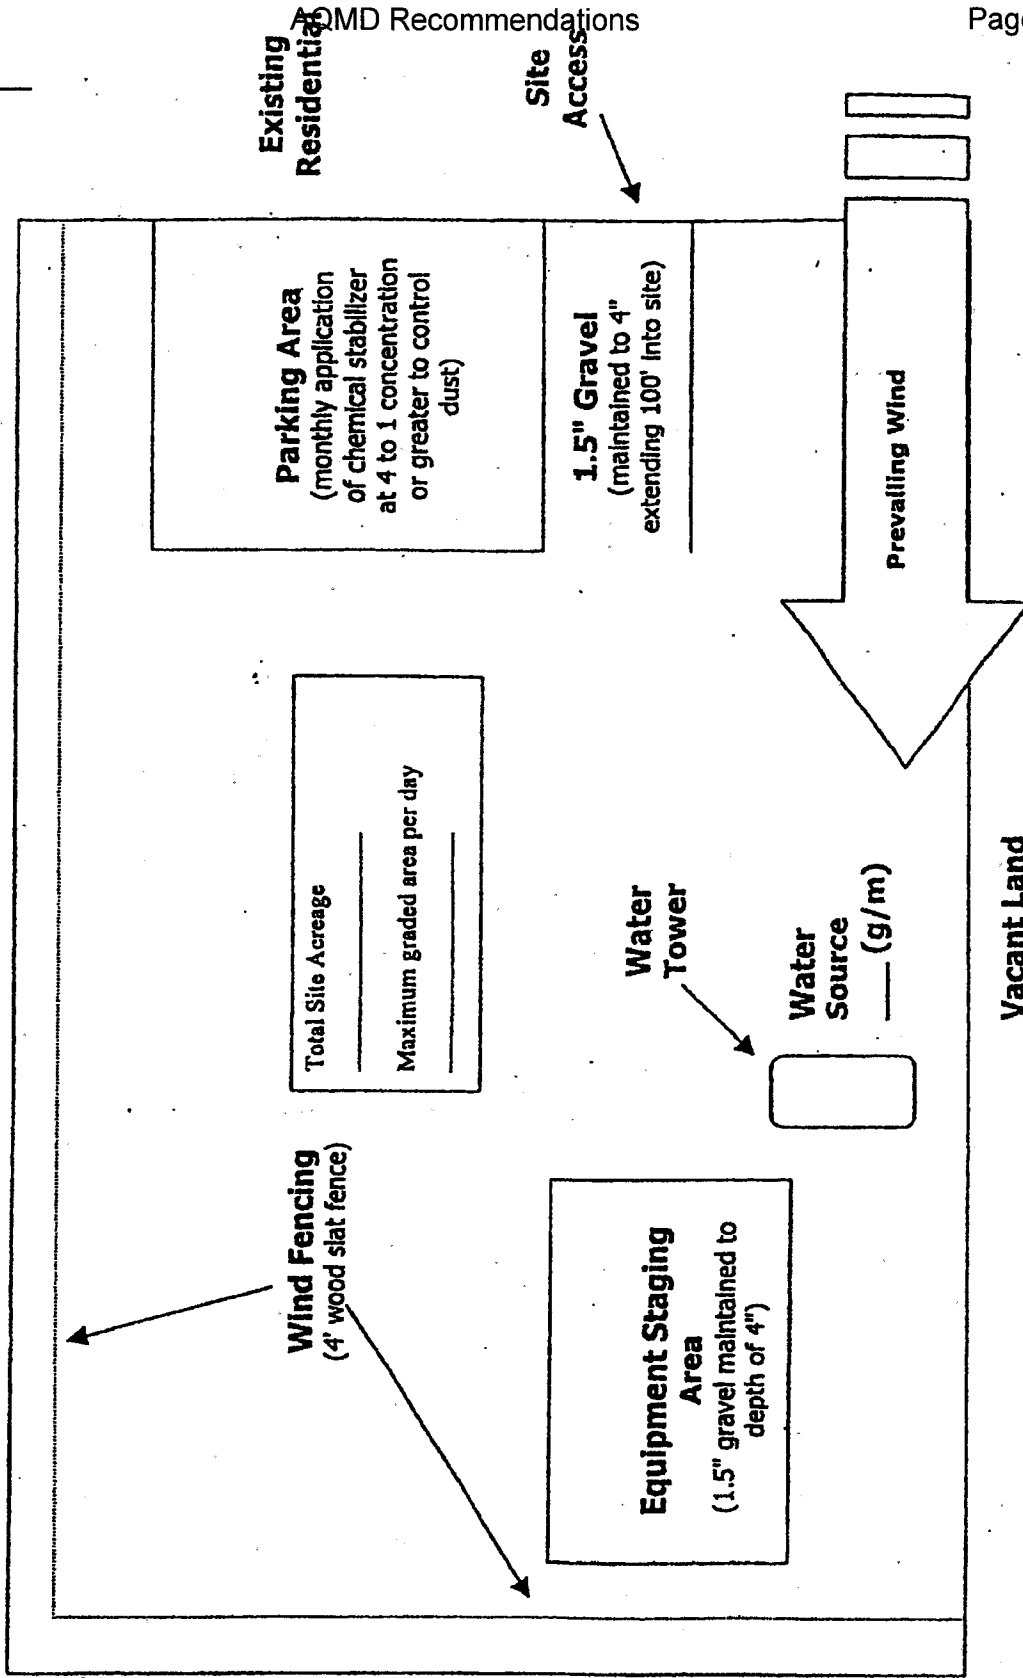 AQMD Recommendations
Existing
Residential
Site
Access
Parking Area
(monthly application
of chemical stabilizer
at 4 to 1 concentration
or greater to control
dust)
1.5" Gravel
(maintained to 4"
extending 100' into site)
Prevailing Wind
Total Site Acreage
Maximum graded area per day
Water
Tower
Water
Source
(g/m)
Vacant Land
Wind Fencing
(4' wood slat fence)
Equipment Staging
Area
(1.5" gravel maintained to
depth of 4")